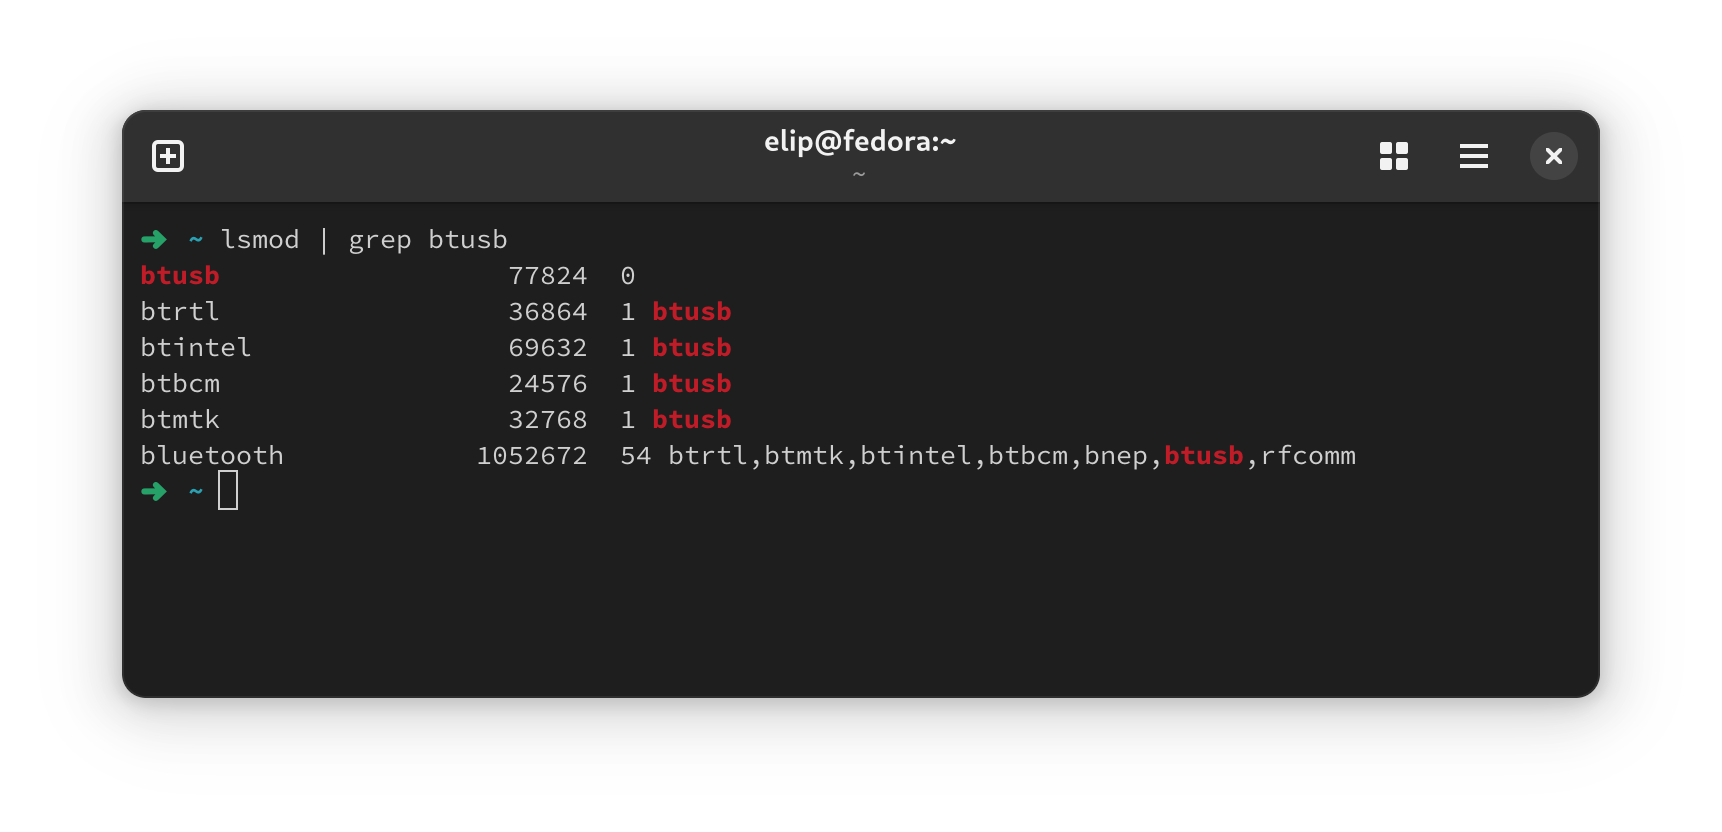 elip@fedora:~
~
➜ ~ lsmod | grep btusb
btusb 77824 0
btrtl 36864 1 btusb
btintel 69632 1 btusb
btbcm 24576 1 btusb
btmtk 32768 1 btusb
bluetooth 1052672 54 btrtl,btmtk,btintel,btbcm,bnep,btusb,rfcomm
➜ ~